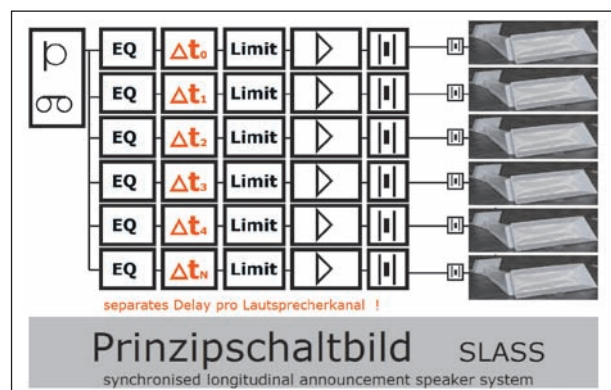 EQ Δt₀ Limit
EQ Δt₁ Limit
EQ Δt₂ Limit
EQ Δt₃ Limit
EQ Δt₄ Limit
EQ Δt_N Limit
separates Delay pro Lautsprecherkanal !
Prinzipschaltbild SLASS
synchronised longitudinal announcement speaker system